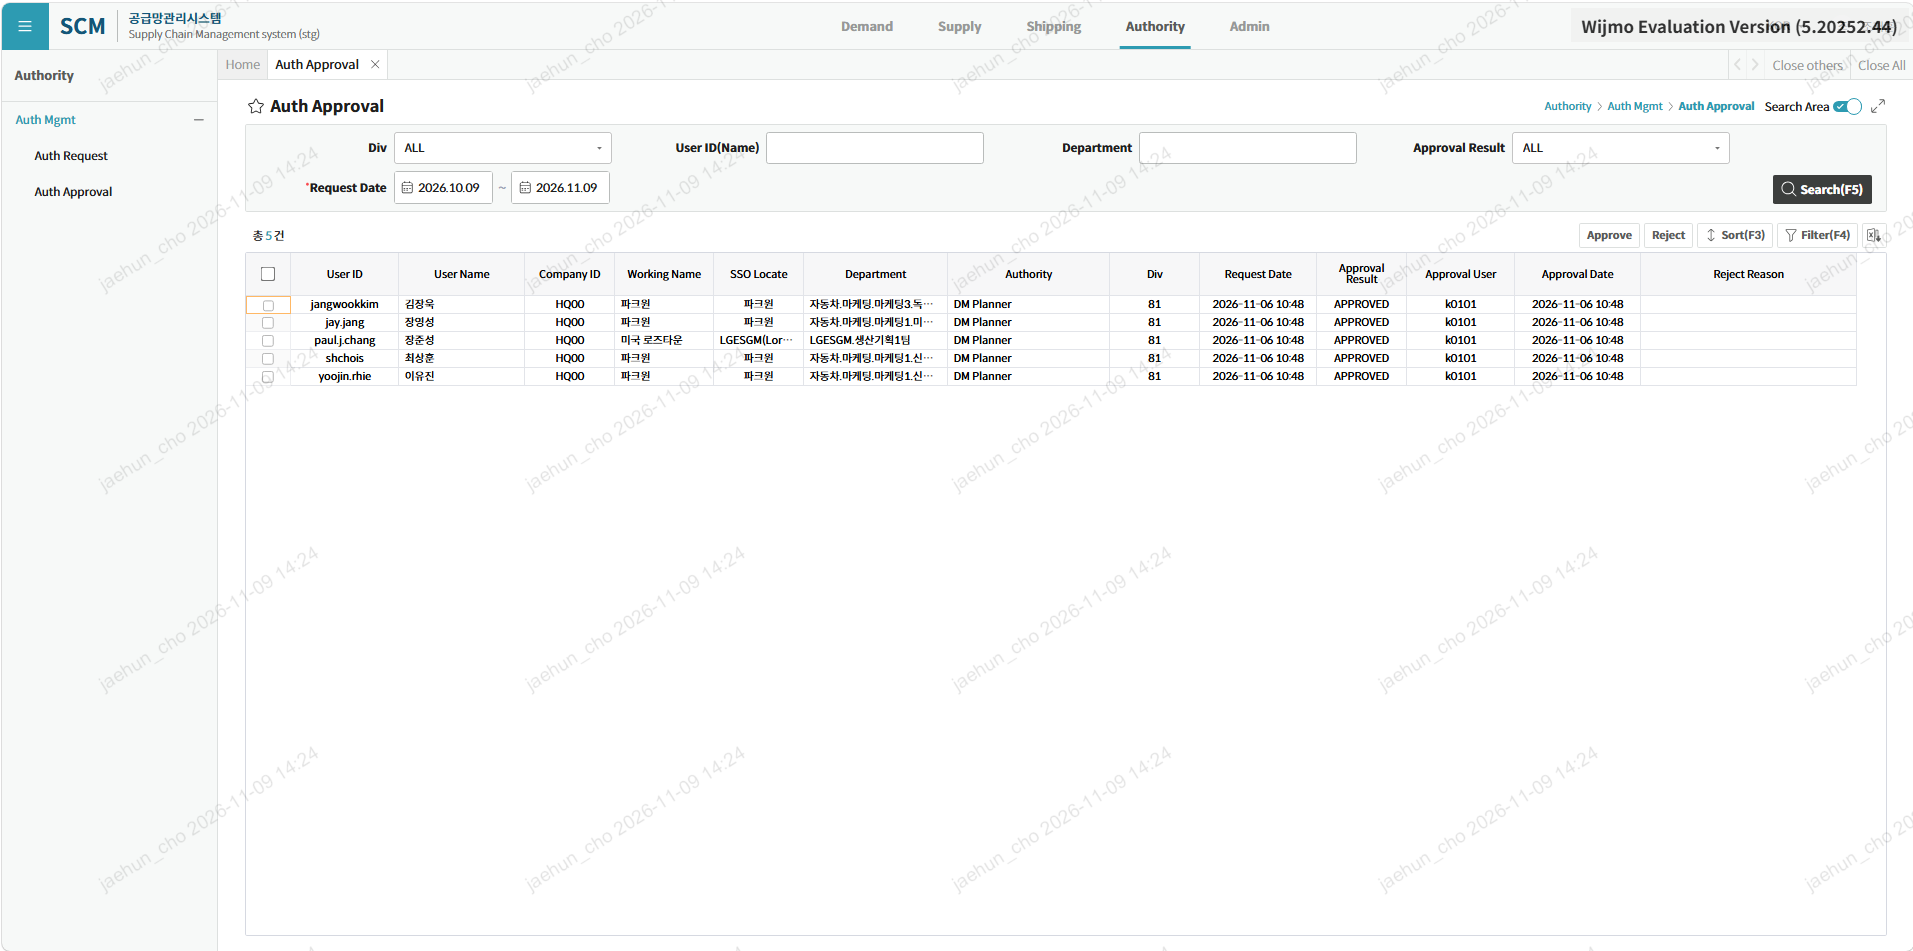 SCM
공급망관리시스템
Supply Chain Management system (stg)
Demand Supply Shipping Authority Admin
Wijmo Evaluation Version (5.20252.44)
Authority
Home Auth Approval
Close others Close All
Auth Mgmt
Auth Request
Auth Approval
Auth Approval
Authority > Auth Mgmt > Auth Approval Search Area
Div ALL User ID(Name) Department Approval Result ALL
*Request Date 2026.10.09 ~ 2026.11.09
Search(F5)
총 5 건
Approve Reject Sort(F3) Filter(F4)
User ID User Name Company ID Working Name SSO Locate Department Authority Div Request Date Approval Result Approval User Approval Date Reject Reason
jangwookkim 김장욱 HQ00 파크원 파크원 자동차.마케팅.마케팅3.독··· DM Planner 81 2026-11-06 10:48 APPROVED k0101 2026-11-06 10:48
jay.jang 장영성 HQ00 파크원 파크원 자동차.마케팅.마케팅1.미··· DM Planner 81 2026-11-06 10:48 APPROVED k0101 2026-11-06 10:48
paul.j.chang 장준성 HQ00 미국 로즈타운 LGESGM(Lor··· LGESGM.생산기획1팀 DM Planner 81 2026-11-06 10:48 APPROVED k0101 2026-11-06 10:48
shchois 최상훈 HQ00 파크원 파크원 자동차.마케팅.마케팅1.신··· DM Planner 81 2026-11-06 10:48 APPROVED k0101 2026-11-06 10:48
yoojin.rhie 이유진 HQ00 파크원 파크원 자동차.마케팅.마케팅1.신··· DM Planner 81 2026-11-06 10:48 APPROVED k0101 2026-11-06 10:48
jaehun_cho 2026-11-09 14:24